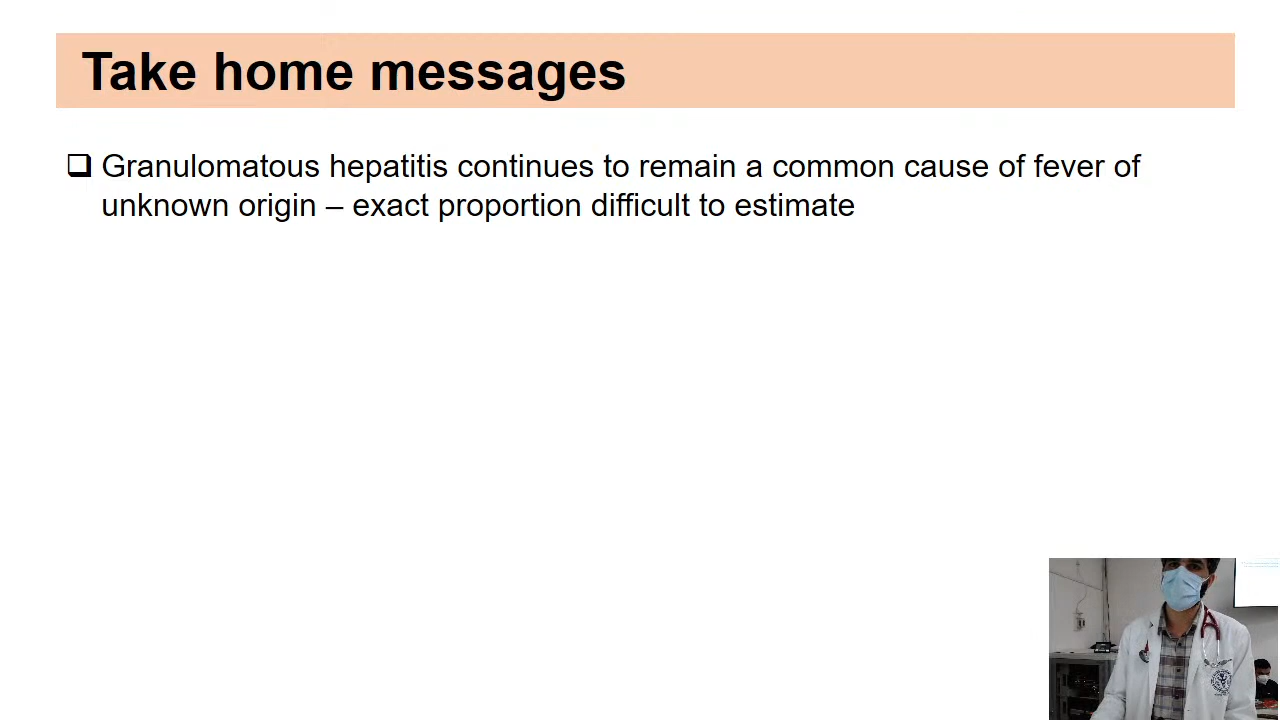 Take home messages
Granulomatous hepatitis continues to remain a common cause of fever of
unknown origin – exact proportion difficult to estimate